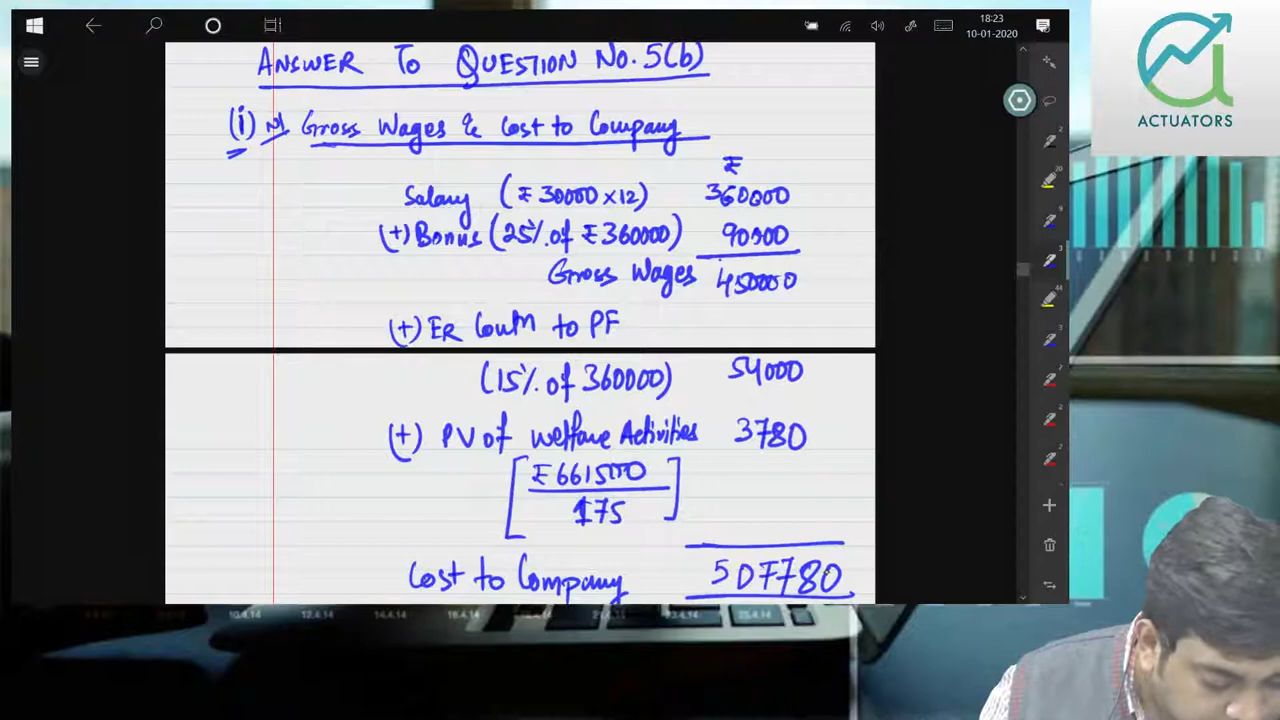 18:23
10-01-2020
ACTUATORS
ANSWER TO QUESTION NO. 5(b)
(i) Gross Wages & Cost to Company
₹
Salary (₹30000 × 12) 360000
(+) Bonus (25% of ₹360000) 90000
Gross Wages 450000
(+) ER Contn to PF
(15% of 360000) 54000
(+) PV of Welfare Activities 3780
[₹661500
175]
Cost to Company 507780